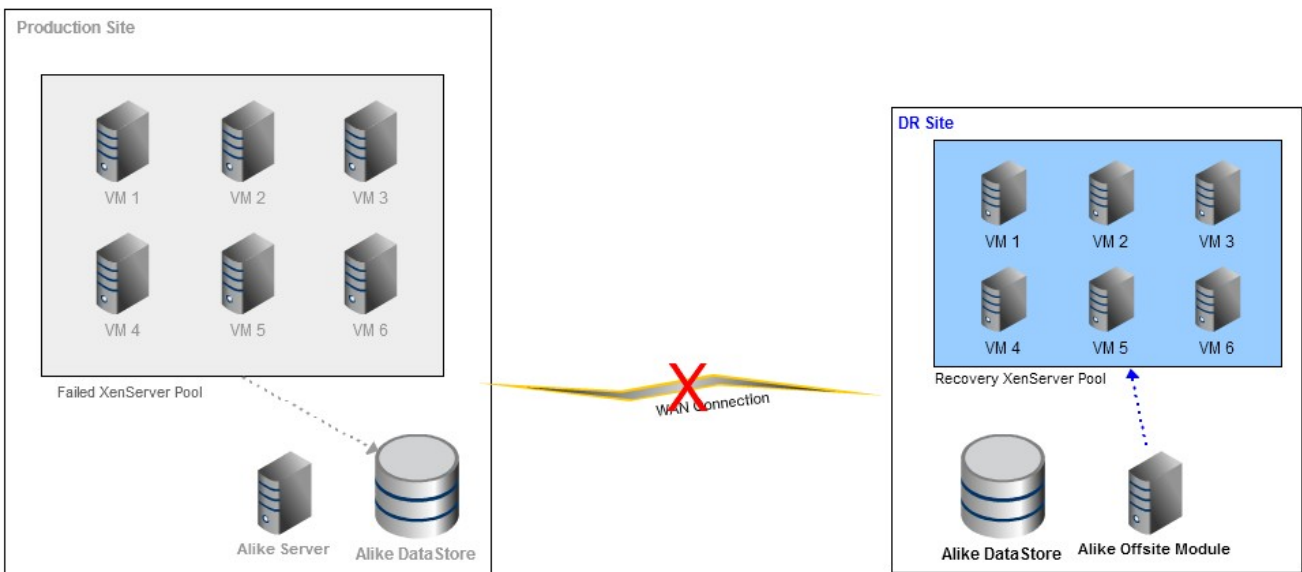 Production Site
VM 1
VM 2
VM 3
VM 4
VM 5
VM 6
Failed XenServer Pool
Alike Server
Alike DataStore
WAN Connection
DR Site
VM 1
VM 2
VM 3
VM 4
VM 5
VM 6
Recovery XenServer Pool
Alike DataStore
Alike Offsite Module